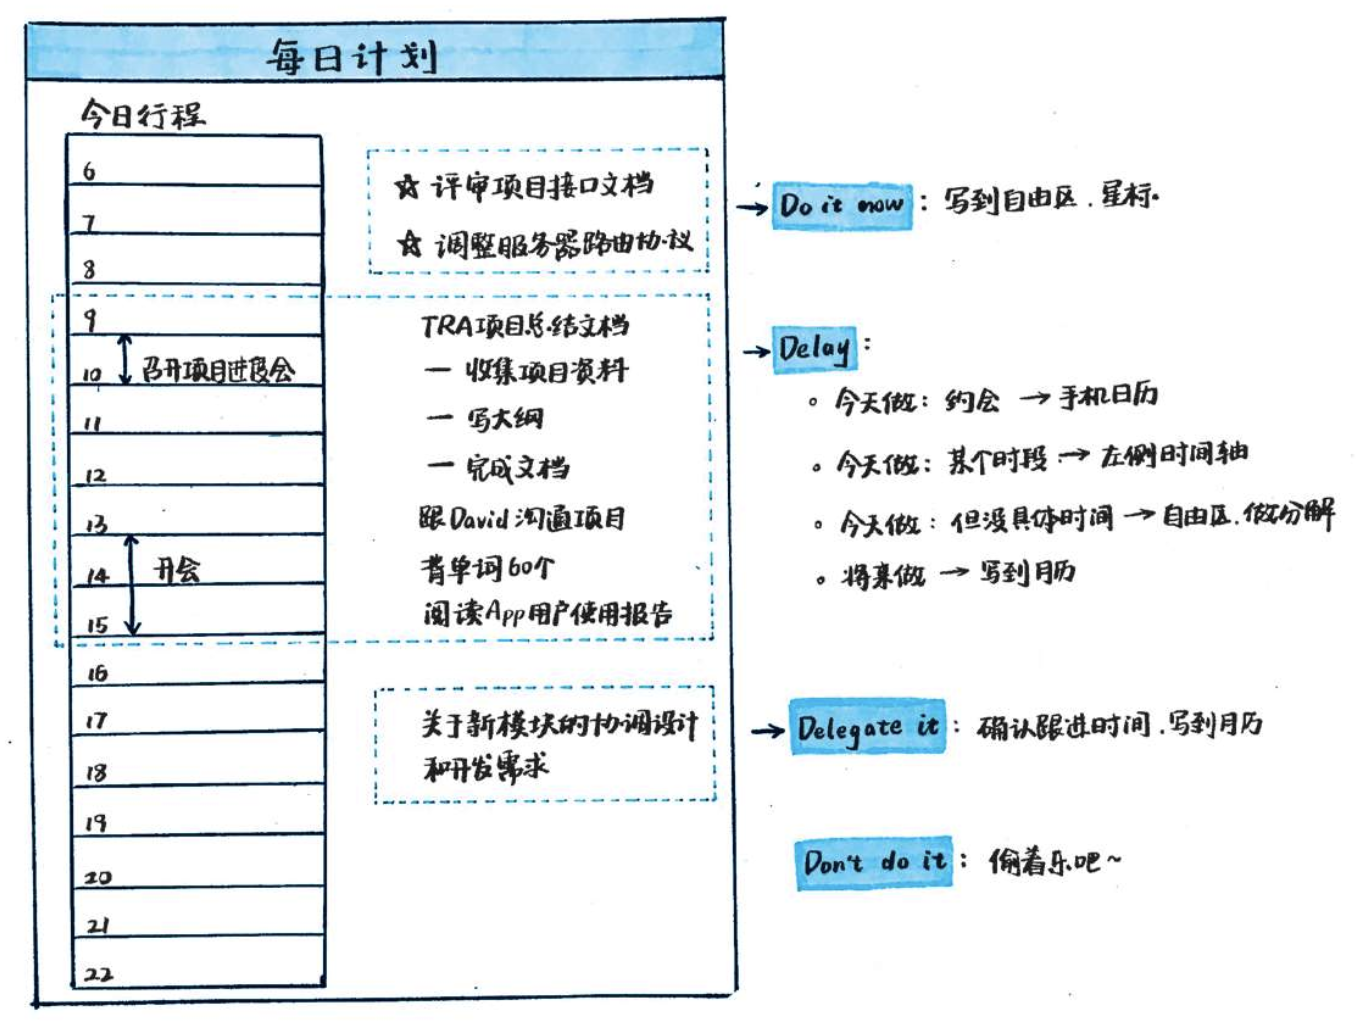 每日计划
今日行程
6
7
8
9
10 召开项目进度会
11
12
13
14 开会
15
16
17
18
19
20
21
22
☆ 评审项目接口文档
☆ 调整服务器路由协议
TRA项目总结文档
一 收集项目资料
一 写大纲
一 完成文档
跟David沟通项目
背单词60个
阅读App用户使用报告
关于新模块的协调设计
和开发需求
→ Do it now：写到自由区，星标。
→ Delay：
。今天做：约会 → 手机日历
。今天做：某个时段 → 左侧时间轴
。今天做：但没具体时间 → 自由区，做分解
。将来做 → 写到月历
→ Delegate it：确认跟进时间，写到月历
Don't do it：偷着乐吧~